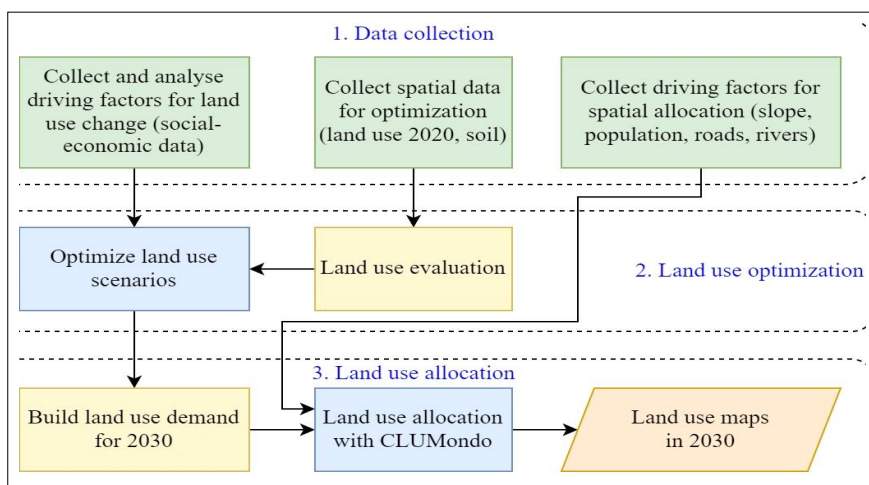 1. Data collection
Collect and analyse
driving factors for land
use change (social-
economic data)
Collect spatial data
for optimization
(land use 2020, soil)
Collect driving factors for
spatial allocation (slope,
population, roads, rivers)
Optimize land use
scenarios
Land use evaluation
2. Land use optimization
3. Land use allocation
Build land use demand
for 2030
Land use allocation
with CLUMondo
Land use maps
in 2030